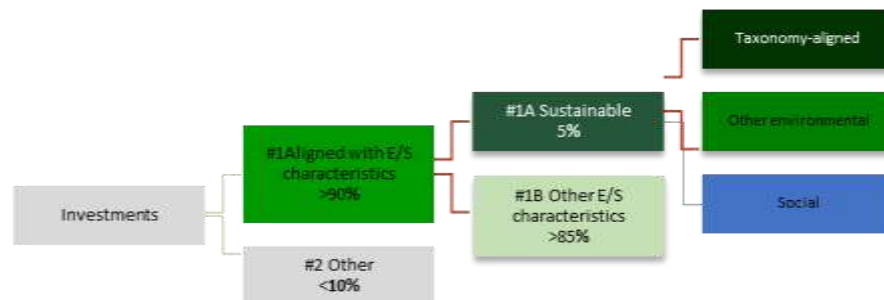 Taxonomy-aligned
#1A Sustainable
5%
Other environmental
#1Aligned with E/S
characteristics
>90%
#1B Other E/S
characteristics
>85%
Social
Investments
#2 Other
<10%